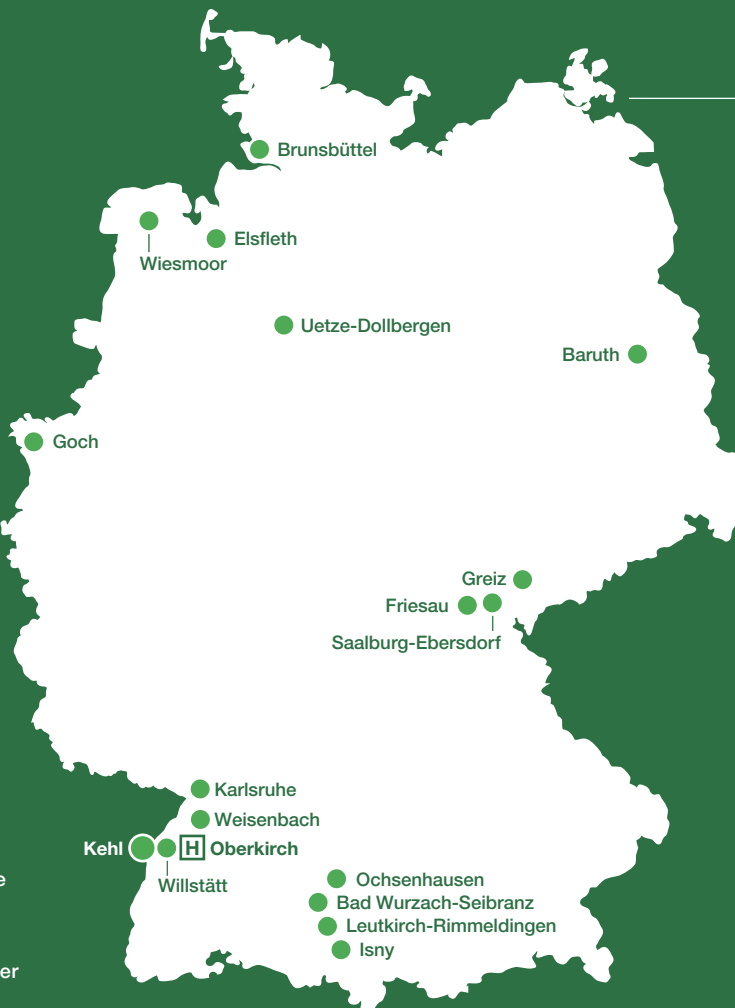 Brunsbüttel
Elsfleth
Wiesmoor
Uetze-Dollbergen
Baruth
Goch
Greiz
Friesau
Saalburg-Ebersdorf
Karlsruhe
Weisenbach
Kehl
H Oberkirch
Willstätt
e
Ochsenhausen
Bad Wurzach-Seibranz
Leutkirch-Rimmeldingen
Isny
er